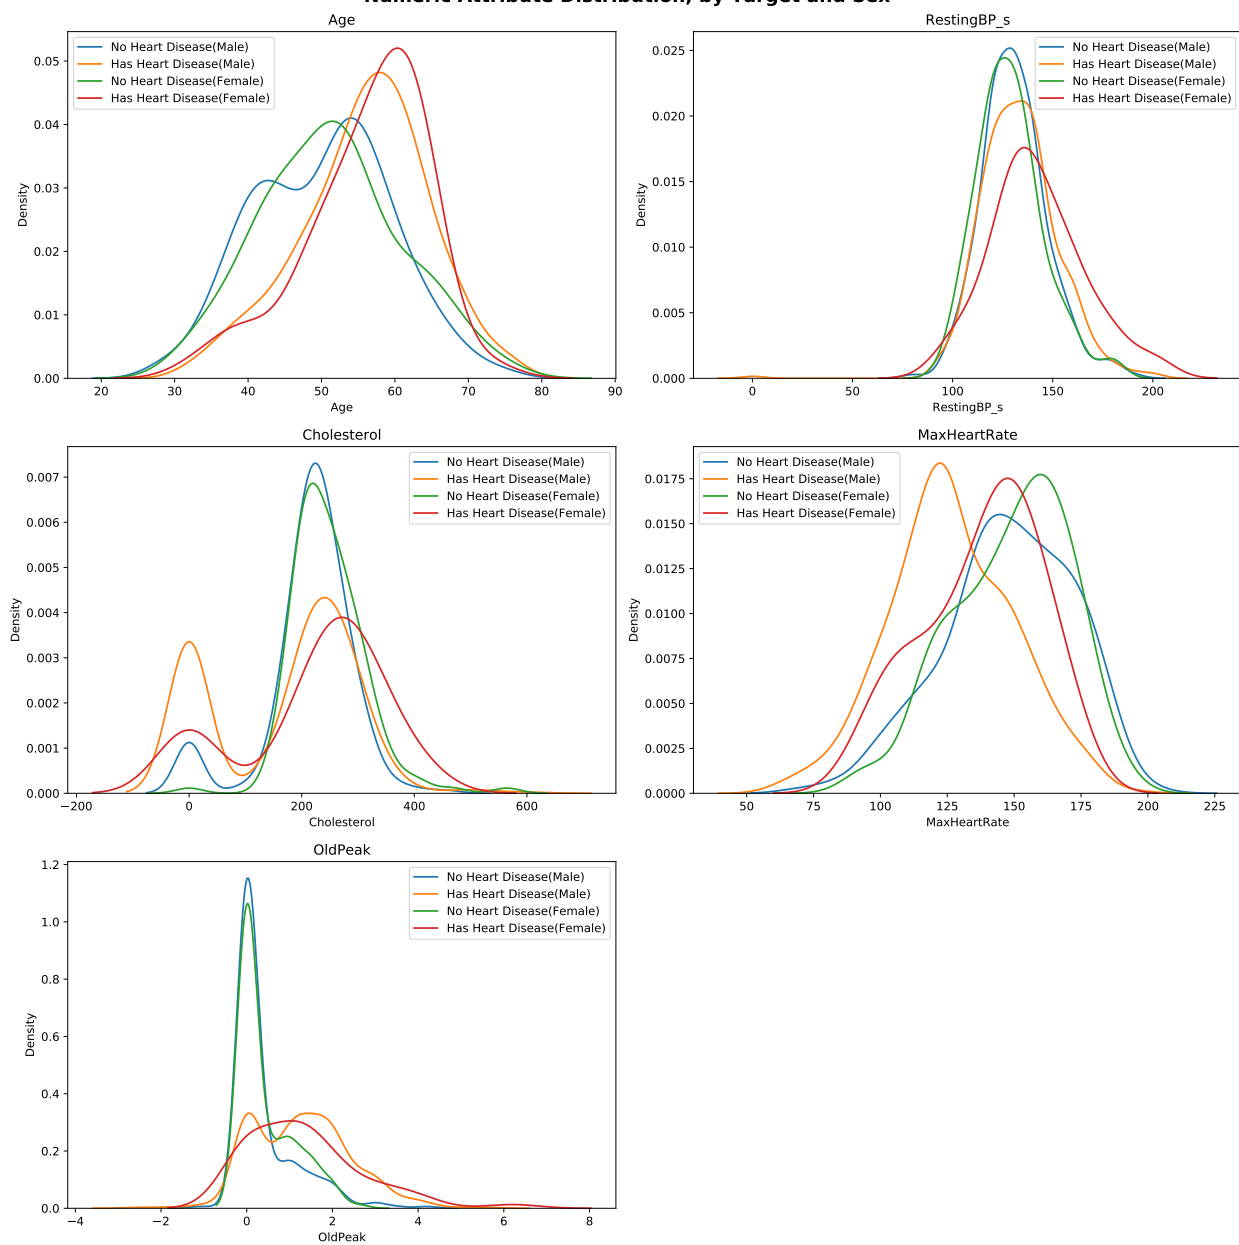 Numeric Attribute Distribution, by Target and Sex
Age
No Heart Disease(Male)
Has Heart Disease(Male)
No Heart Disease(Female)
Has Heart Disease(Female)
Density
0.05
0.04
0.03
0.02
0.01
0.00
20 30 40 50 60 70 80 90
Age
RestingBP_s
No Heart Disease(Male)
Has Heart Disease(Male)
No Heart Disease(Female)
Has Heart Disease(Female)
Density
0.025
0.020
0.015
0.010
0.005
0.000
0 50 100 150 200
RestingBP_s
Cholesterol
No Heart Disease(Male)
Has Heart Disease(Male)
No Heart Disease(Female)
Has Heart Disease(Female)
Density
0.007
0.006
0.005
0.004
0.003
0.002
0.001
0.000
−200 0 200 400 600
Cholesterol
MaxHeartRate
No Heart Disease(Male)
Has Heart Disease(Male)
No Heart Disease(Female)
Has Heart Disease(Female)
Density
0.0175
0.0150
0.0125
0.0100
0.0075
0.0050
0.0025
0.0000
50 75 100 125 150 175 200 225
MaxHeartRate
OldPeak
No Heart Disease(Male)
Has Heart Disease(Male)
No Heart Disease(Female)
Has Heart Disease(Female)
Density
1.2
1.0
0.8
0.6
0.4
0.2
0.0
−4 −2 0 2 4 6 8
OldPeak